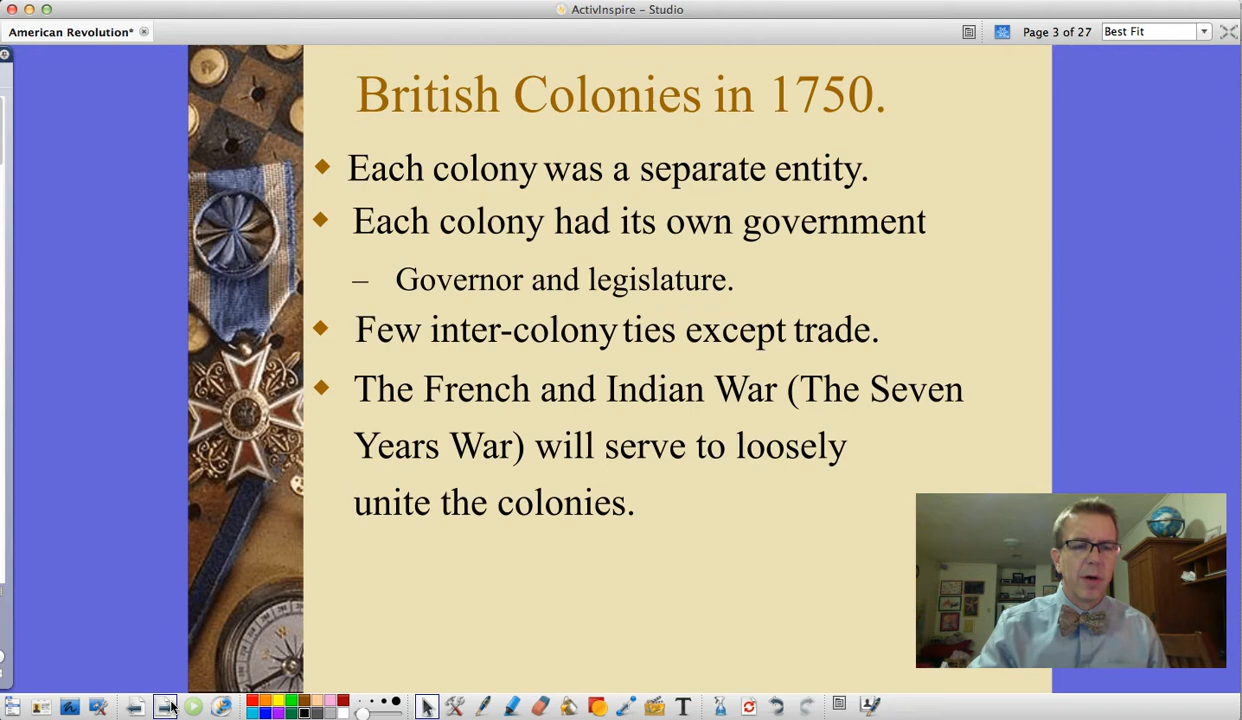 ActivInspire – Studio
American Revolution*
Page 3 of 27
Best Fit
British Colonies in 1750.
Each colony was a separate entity.
Each colony had its own government
– Governor and legislature.
Few inter-colony ties except trade.
The French and Indian War (The Seven
Years War) will serve to loosely
unite the colonies.
T